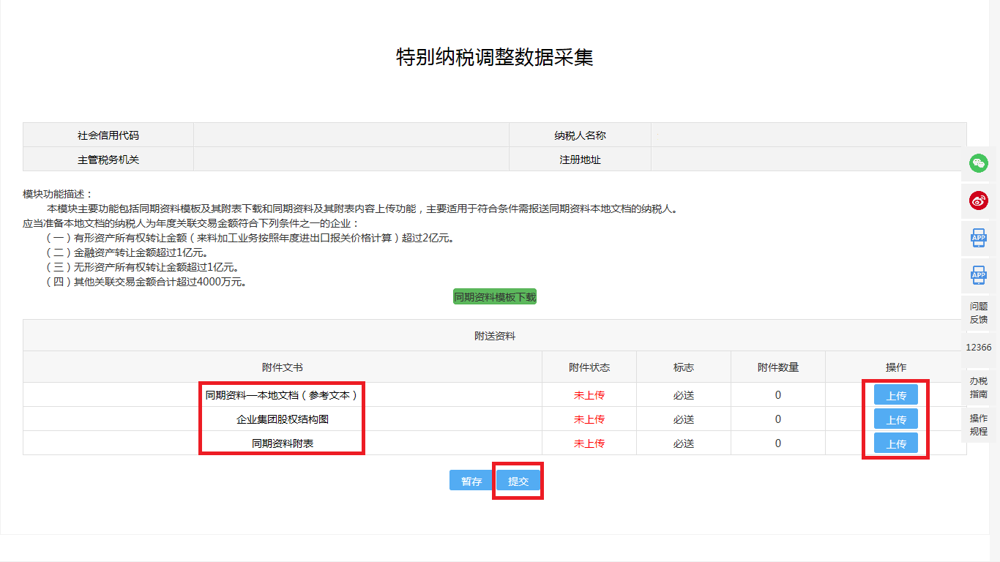 特别纳税调整数据采集
社会信用代码 纳税人名称
主管税务机关 注册地址
模块功能描述：
本模块主要功能包括同期资料模板及其附表下载和同期资料及其附表内容上传功能，主要适用于符合条件需报送同期资料本地文档的纳税人。
应当准备本地文档的纳税人为年度关联交易金额符合下列条件之一的企业：
（一）有形资产所有权转让金额（来料加工业务按照年度进出口报关价格计算）超过2亿元。
（二）金融资产转让金额超过1亿元。
（三）无形资产所有权转让金额超过1亿元。
（四）其他关联交易金额合计超过4000万元。
同期资料模板下载
附送资料
附件文书 附件状态 标志 附件数量 操作
同期资料—本地文档（参考文本） 未上传 必送 0 上传
企业集团股权结构图 未上传 必送 0 上传
同期资料附表 未上传 必送 0 上传
暂存 提交
APP
APP
问题
反馈
12366
办税
指南
操作
规程